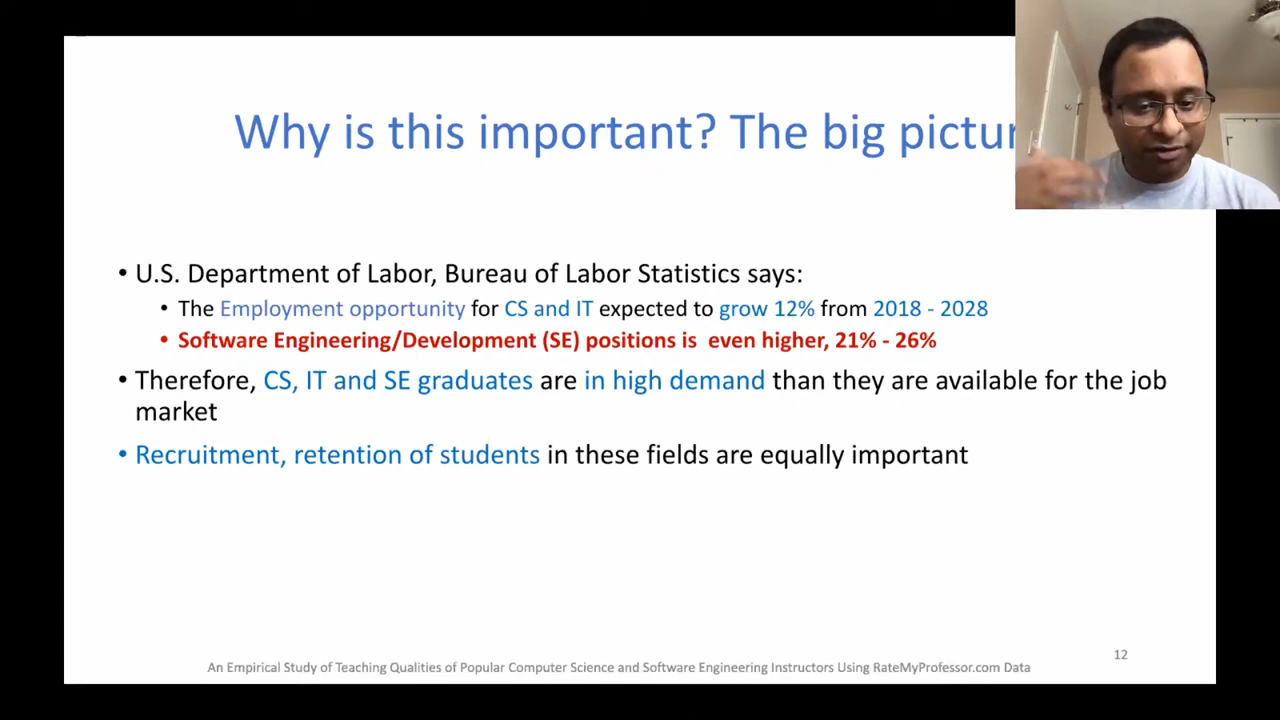 Why is this important? The big
• U.S. Department of Labor, Bureau of Labor Statistics says:
• The Employment opportunity for CS and IT expected to grow 12% from 2018 - 2028
• Software Engineering/Development (SE) positions is even higher, 21% - 26%
• Therefore, CS, IT and SE graduates are in high demand than they are available for the job
market
• Recruitment, retention of students in these fields are equally important
12
An Empirical Study of Teaching Qualities of Popular Computer Science and Software Engineering Instructors Using RateMyProfessor.com Data